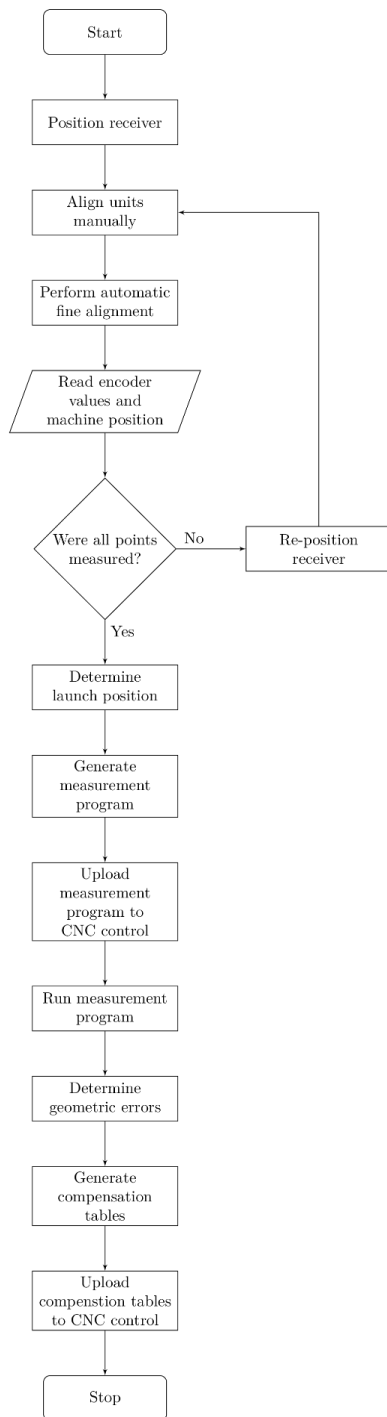 Start
Position receiver
Align units
manually
Perform automatic
fine alignment
Read encoder
values and
machine position
Were all points
measured?
No
Re-position
receiver
Yes
Determine
launch position
Generate
measurement
program
Upload
measurement
program to
CNC control
Run measurement
program
Determine
geometric errors
Generate
compensation
tables
Upload
compenstion tables
to CNC control
Stop